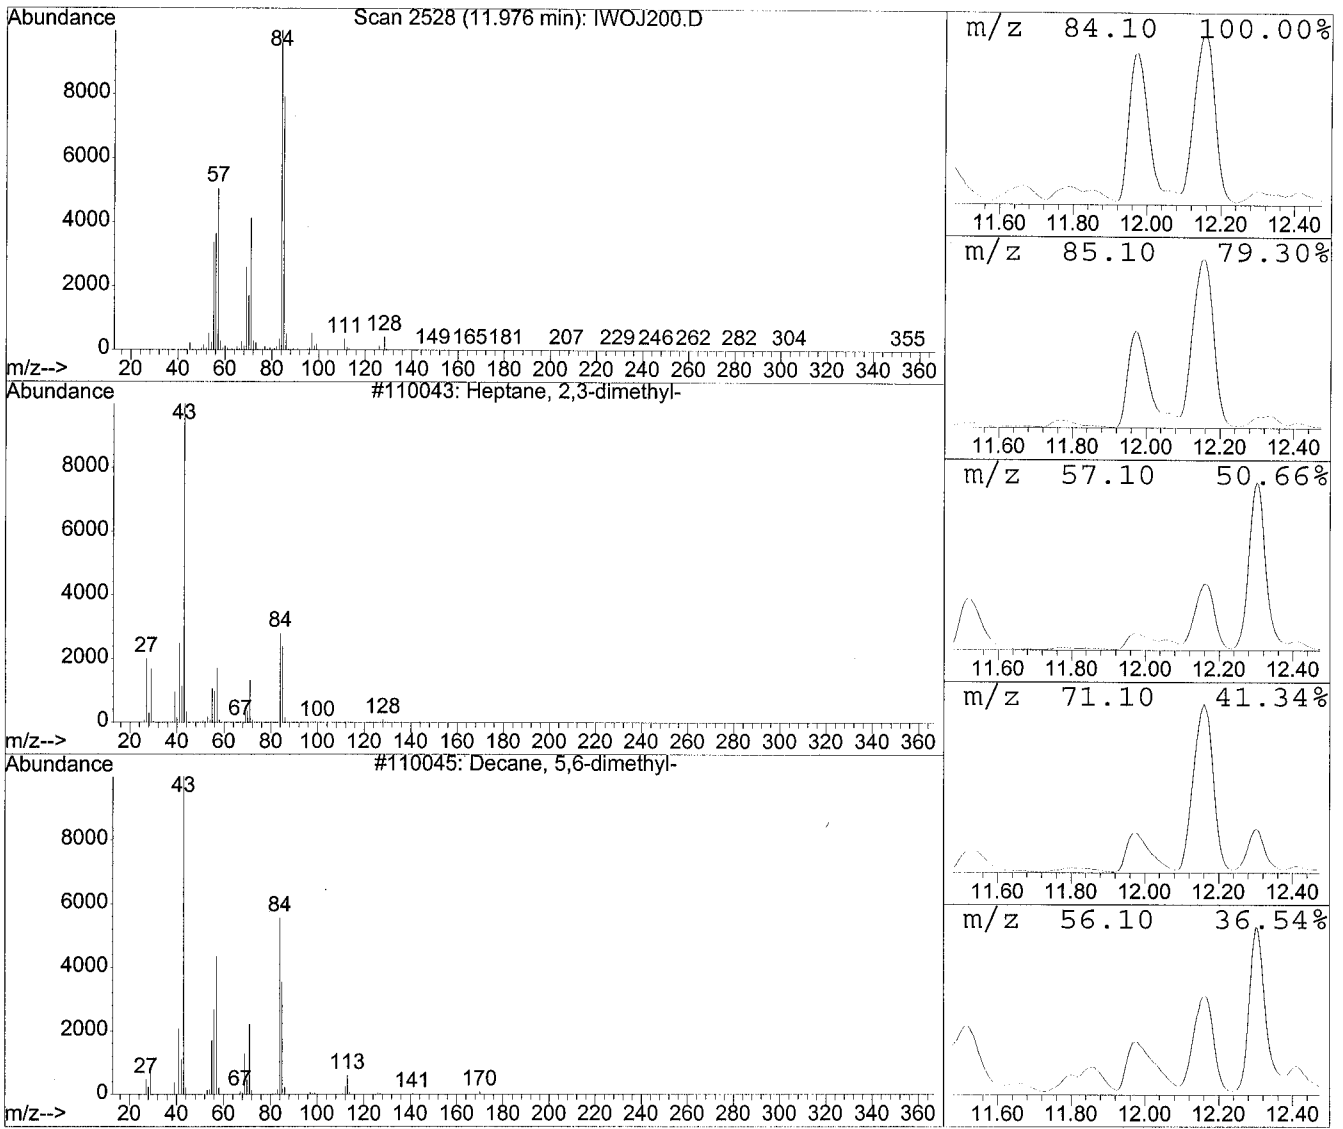 Abundance
Scan 2528 (11.976 min): IWOJ200.D
84
8000
6000
57
4000
2000
111 128 149 165 181 207 229 246 262 282 304 355
0
m/z--> 20 40 60 80 100 120 140 160 180 200 220 240 260 280 300 320 340 360
Abundance
#110043: Heptane, 2,3-dimethyl-
43
8000
6000
4000
84
27
2000
67 100 128
0
m/z--> 20 40 60 80 100 120 140 160 180 200 220 240 260 280 300 320 340 360
Abundance
#110045: Decane, 5,6-dimethyl-
43
8000
84
6000
4000
2000
27 67 113 141 170
0
m/z--> 20 40 60 80 100 120 140 160 180 200 220 240 260 280 300 320 340 360
m/z 84.10 100.00%
11.60 11.80 12.00 12.20 12.40
m/z 85.10 79.30%
11.60 11.80 12.00 12.20 12.40
m/z 57.10 50.66%
11.60 11.80 12.00 12.20 12.40
m/z 71.10 41.34%
11.60 11.80 12.00 12.20 12.40
m/z 56.10 36.54%
11.60 11.80 12.00 12.20 12.40